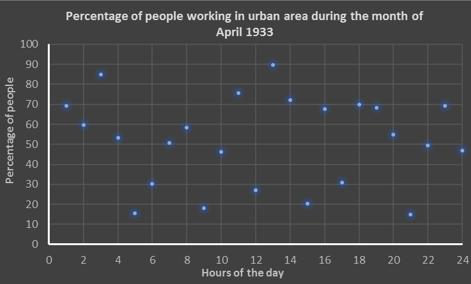 Percentage of people working in urban area during the month of
April 1933
100
90
80
70
60
50
40
30
20
10
0
Percentage of people
0 2 4 6 8 10 12 14 16 18 20 22 24
Hours of the day